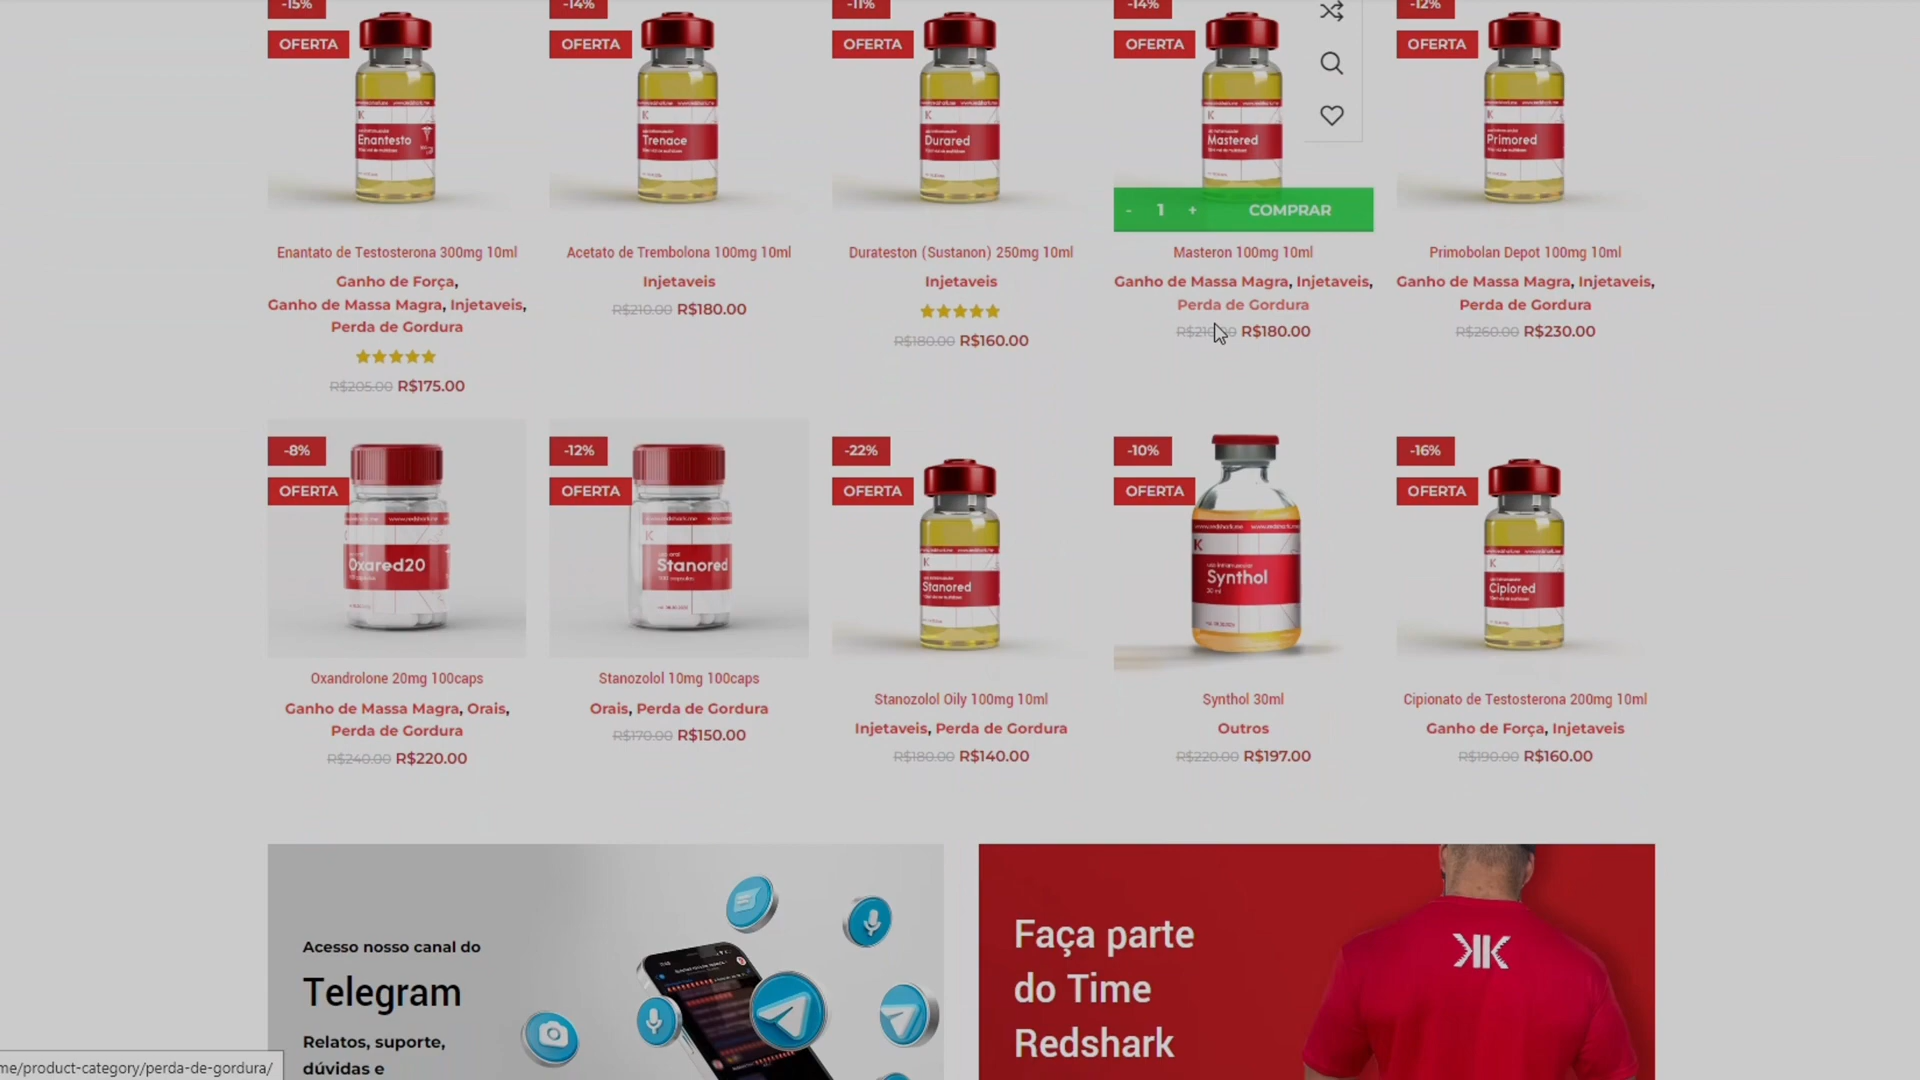 -15%
-14%
-11%
-14%
-12%
OFERTA
OFERTA
OFERTA
OFERTA
OFERTA
Enantesto
Trenace
Durared
Mastered
Primored
- 1 + COMPRAR
Enantato de Testosterona 300mg 10ml
Ganho de Força,
Ganho de Massa Magra, Injetaveis,
Perda de Gordura
R$205.00 R$175.00
Acetato de Trembolona 100mg 10ml
Injetaveis
R$210.00 R$180.00
Durateston (Sustanon) 250mg 10ml
Injetaveis
R$180.00 R$160.00
Masteron 100mg 10ml
Ganho de Massa Magra, Injetaveis,
Perda de Gordura
R$180.00
Primobolan Depot 100mg 10ml
Ganho de Massa Magra, Injetaveis,
Perda de Gordura
R$260.00 R$230.00
-8%
-12%
-22%
-10%
-16%
OFERTA
OFERTA
OFERTA
OFERTA
OFERTA
Oxared20
Stanored
Stanored
Synthol
30 ml
Cipiored
Oxandrolone 20mg 100caps
Ganho de Massa Magra, Orais,
Perda de Gordura
R$240.00 R$220.00
Stanozolol 10mg 100caps
Orais, Perda de Gordura
R$170.00 R$150.00
Stanozolol Oily 100mg 10ml
Injetaveis, Perda de Gordura
R$180.00 R$140.00
Synthol 30ml
Outros
R$220.00 R$197.00
Cipionato de Testosterona 200mg 10ml
Ganho de Força, Injetaveis
R$190.00 R$160.00
Acesso nosso canal do
Telegram
Relatos, suporte,
dúvidas e
Faça parte
do Time
Redshark
me/product-category/perda-de-gordura/